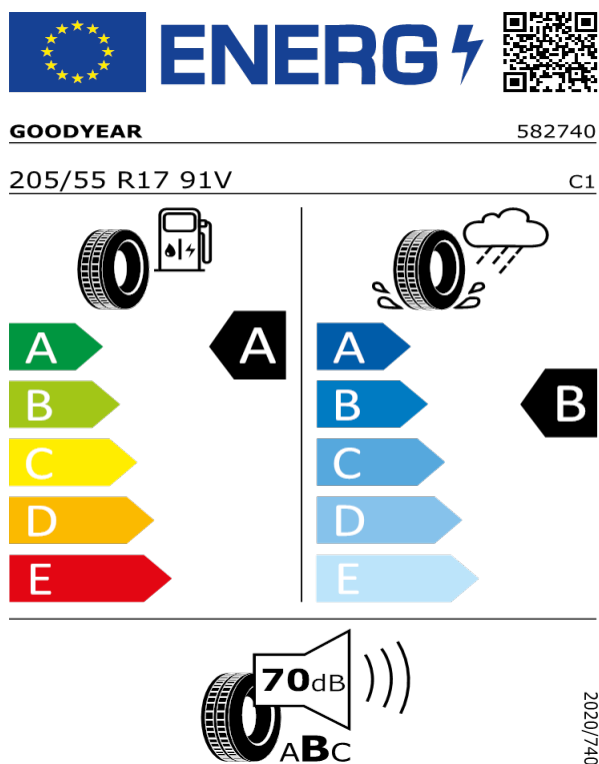 ENERG
GOODYEAR 582740
205/55 R17 91V C1
A A A
B B B
C C
D D
E E
70dB
ABC
2020/740